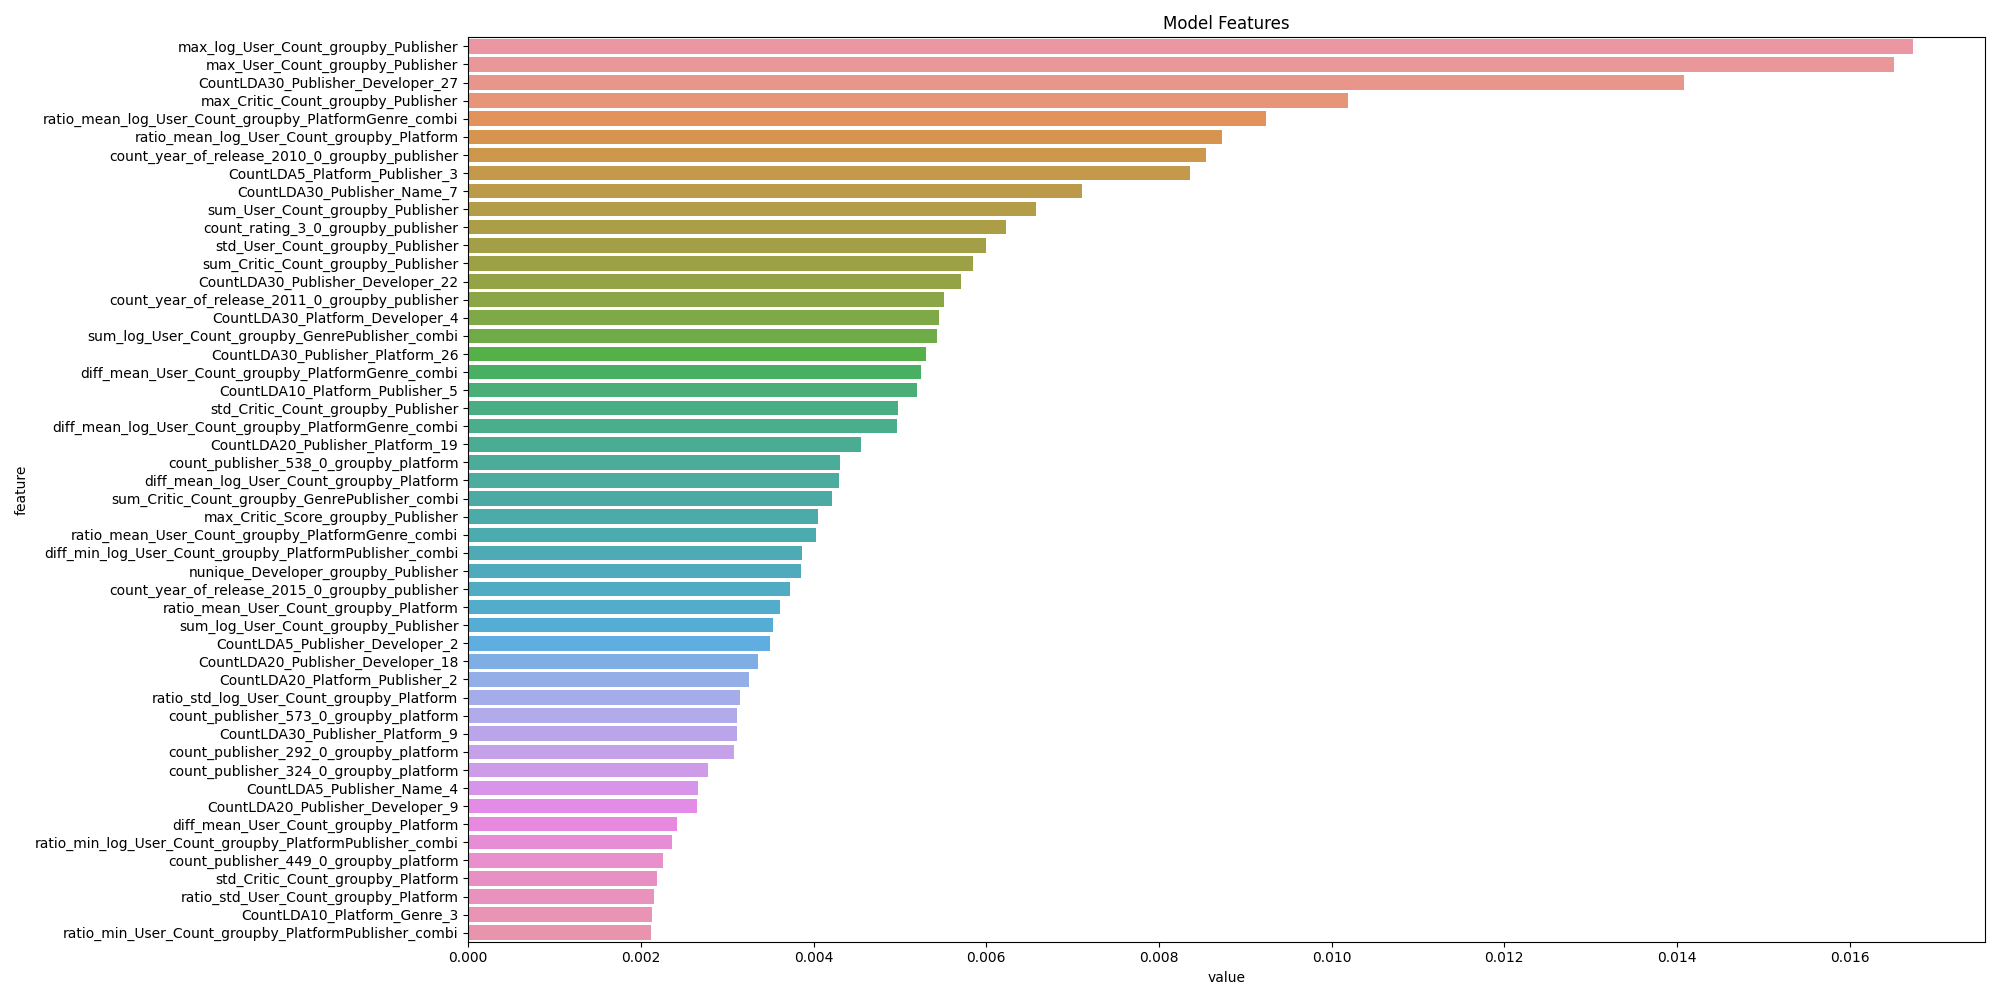 Model Features
max_log_User_Count_groupby_Publisher
max_User_Count_groupby_Publisher
CountLDA30_Publisher_Developer_27
max_Critic_Count_groupby_Publisher
ratio_mean_log_User_Count_groupby_PlatformGenre_combi
ratio_mean_log_User_Count_groupby_Platform
count_year_of_release_2010_0_groupby_publisher
CountLDA5_Platform_Publisher_3
CountLDA30_Publisher_Name_7
sum_User_Count_groupby_Publisher
count_rating_3_0_groupby_publisher
std_User_Count_groupby_Publisher
sum_Critic_Count_groupby_Publisher
CountLDA30_Publisher_Developer_22
count_year_of_release_2011_0_groupby_publisher
CountLDA30_Platform_Developer_4
sum_log_User_Count_groupby_GenrePublisher_combi
CountLDA30_Publisher_Platform_26
diff_mean_User_Count_groupby_PlatformGenre_combi
CountLDA10_Platform_Publisher_5
std_Critic_Count_groupby_Publisher
diff_mean_log_User_Count_groupby_PlatformGenre_combi
CountLDA20_Publisher_Platform_19
count_publisher_538_0_groupby_platform
diff_mean_log_User_Count_groupby_Platform
sum_Critic_Count_groupby_GenrePublisher_combi
max_Critic_Score_groupby_Publisher
ratio_mean_User_Count_groupby_PlatformGenre_combi
diff_min_log_User_Count_groupby_PlatformPublisher_combi
nunique_Developer_groupby_Publisher
count_year_of_release_2015_0_groupby_publisher
ratio_mean_User_Count_groupby_Platform
sum_log_User_Count_groupby_Publisher
CountLDA5_Publisher_Developer_2
CountLDA20_Publisher_Developer_18
CountLDA20_Platform_Publisher_2
ratio_std_log_User_Count_groupby_Platform
count_publisher_573_0_groupby_platform
CountLDA30_Publisher_Platform_9
count_publisher_292_0_groupby_platform
count_publisher_324_0_groupby_platform
CountLDA5_Publisher_Name_4
CountLDA20_Publisher_Developer_9
diff_mean_User_Count_groupby_Platform
ratio_min_log_User_Count_groupby_PlatformPublisher_combi
count_publisher_449_0_groupby_platform
std_Critic_Count_groupby_Platform
ratio_std_User_Count_groupby_Platform
CountLDA10_Platform_Genre_3
ratio_min_User_Count_groupby_PlatformPublisher_combi
feature
0.000 0.002 0.004 0.006 0.008 0.010 0.012 0.014 0.016
value